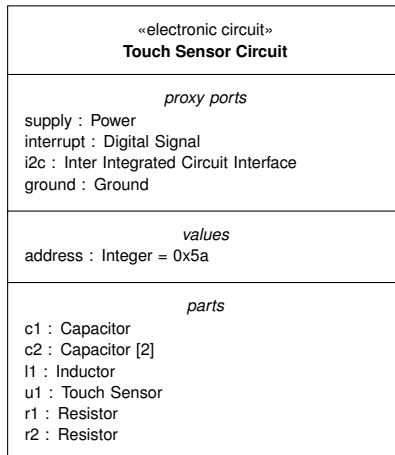 «electronic circuit»
Touch Sensor Circuit
proxy ports
supply : Power
interrupt : Digital Signal
i2c : Inter Integrated Circuit Interface
ground : Ground
values
address : Integer = 0x5a
parts
c1 : Capacitor
c2 : Capacitor [2]
l1 : Inductor
u1 : Touch Sensor
r1 : Resistor
r2 : Resistor